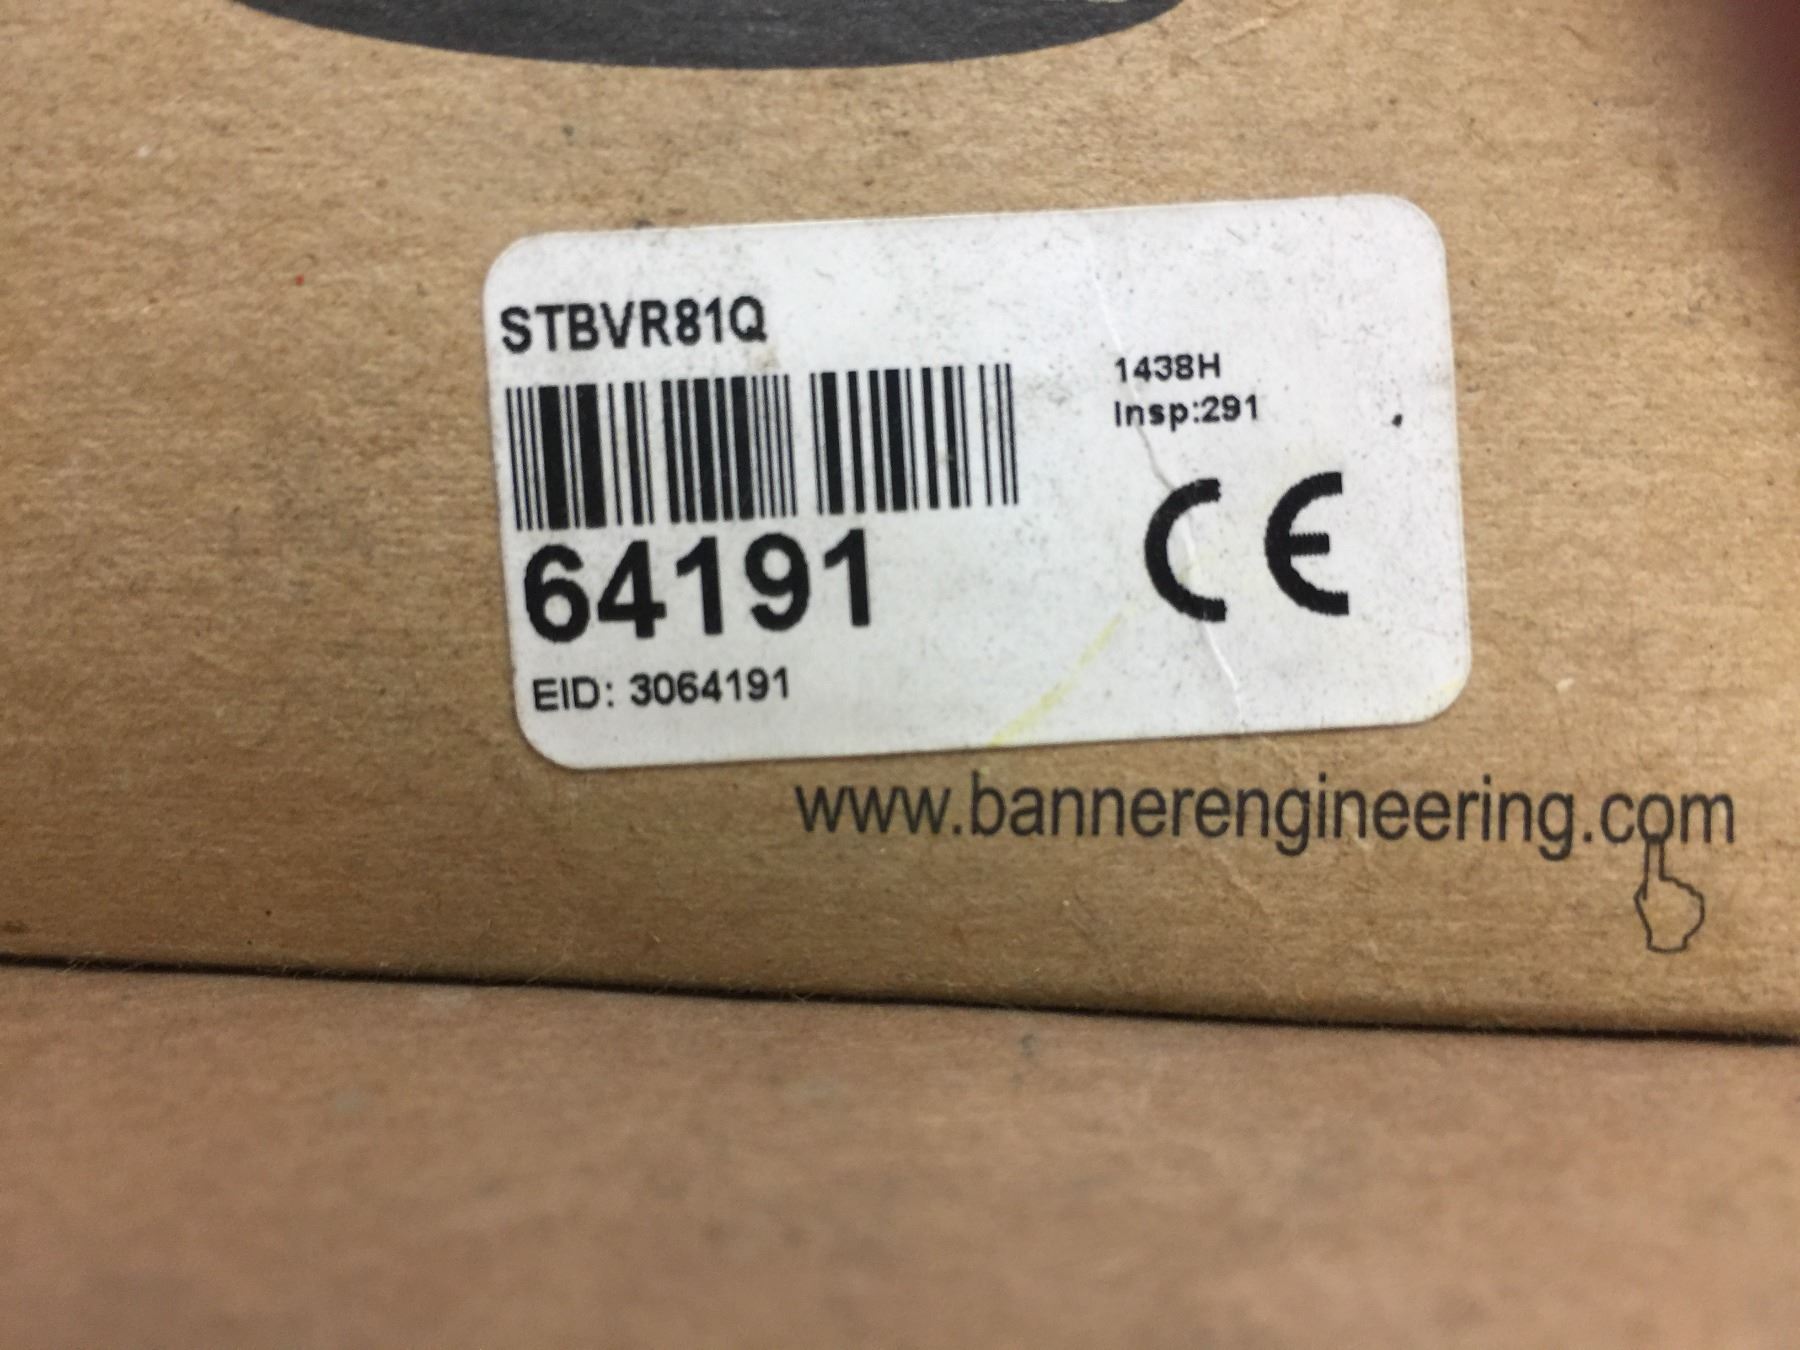 STBVR81Q
1438H
Insp:291
64191
CE
EID: 3064191
www.bannerengineering.com